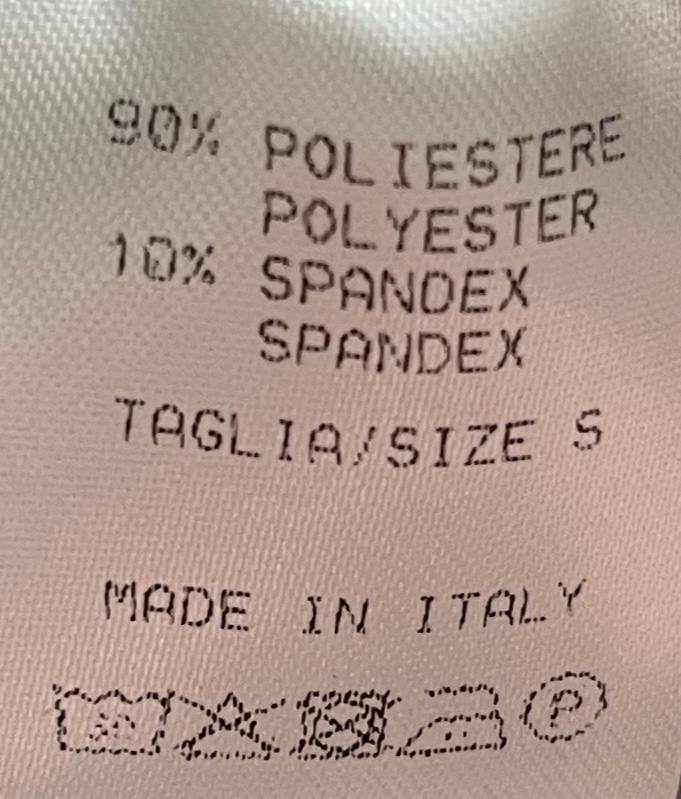 90% POLIESTERE
POLYESTER
10% SPANDEX
SPANDEX
TAGLIA/SIZE S
MADE IN ITALY
P